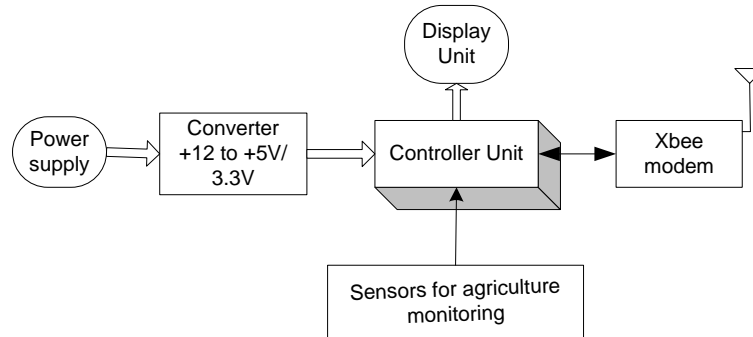 Display
Unit
Power
supply
Converter
+12 to +5V/
3.3V
Controller Unit
Xbee
modem
Sensors for agriculture
monitoring